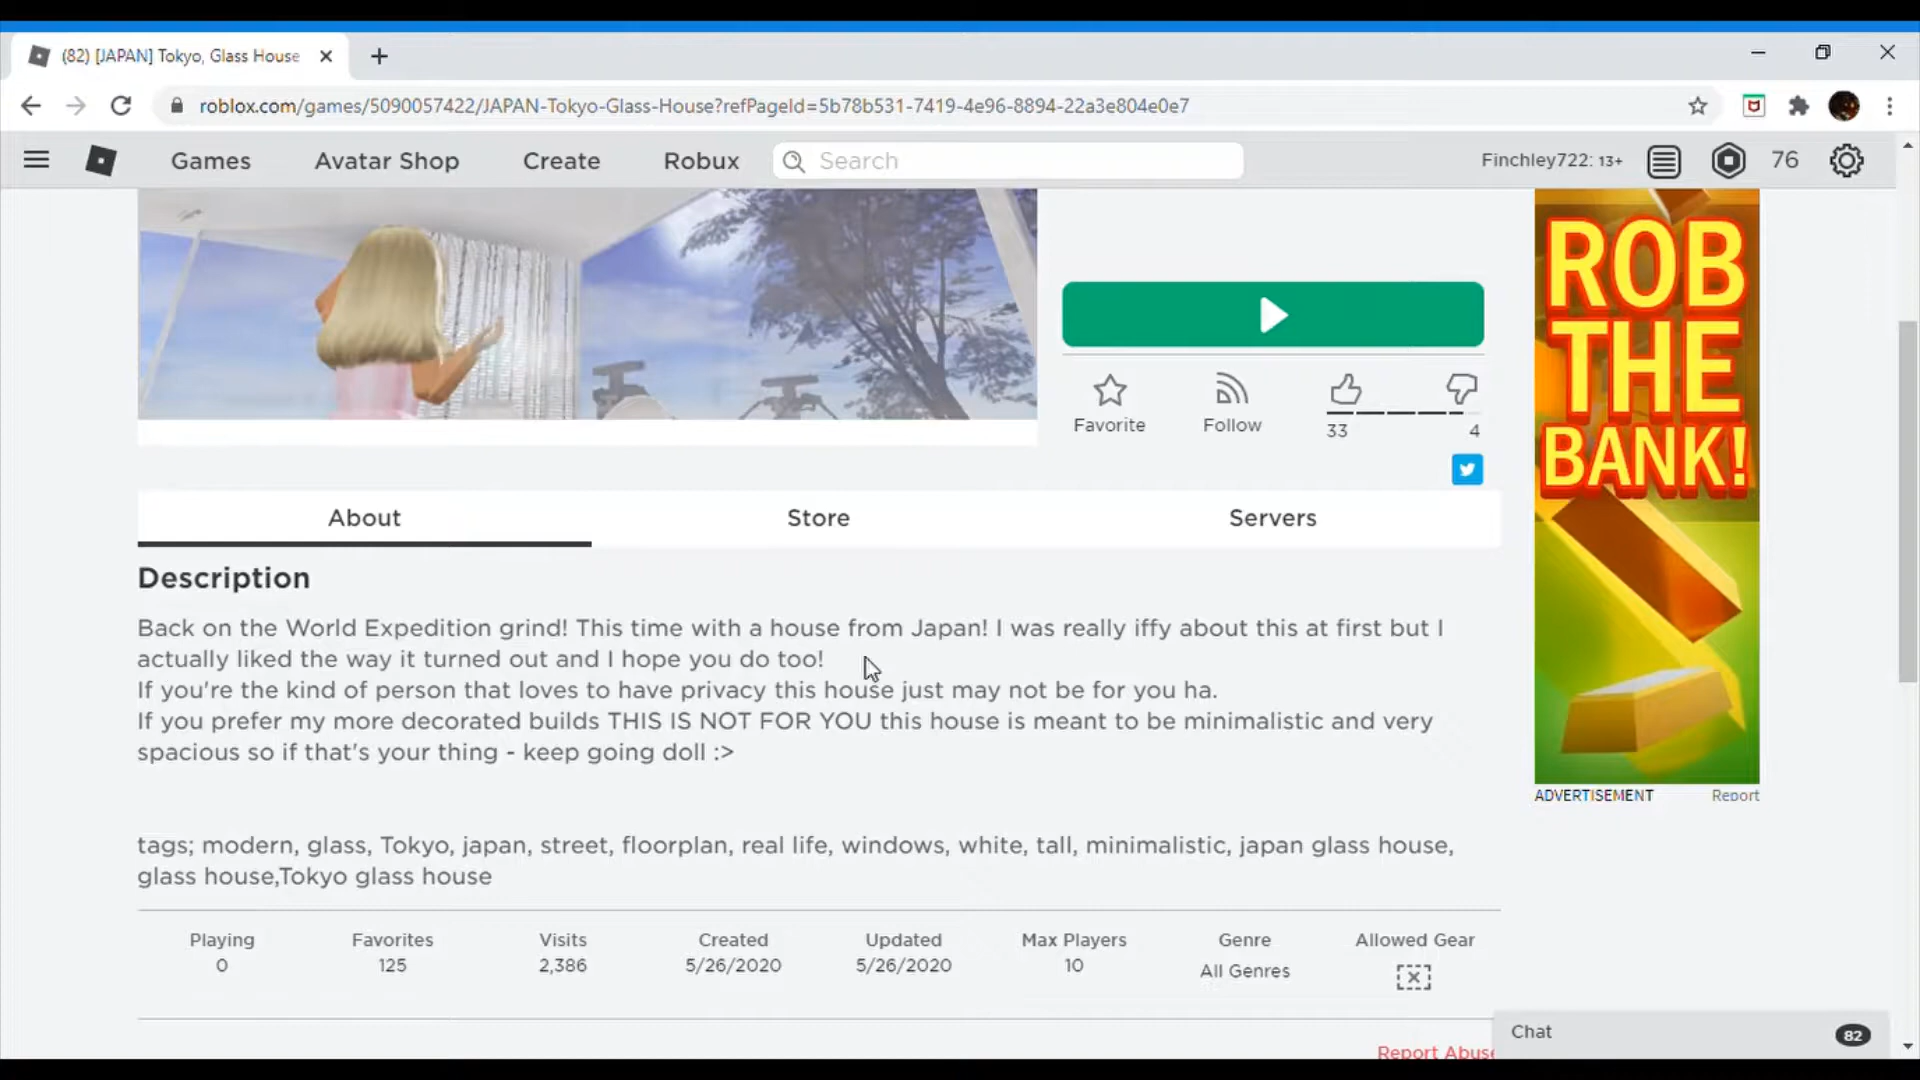 (82) [JAPAN] Tokyo, Glass House
roblox.com/games/5090057422/JAPAN-Tokyo-Glass-House?refPageId=5b78b531-7419-4e96-8894-22a3e804e0e7
Games Avatar Shop Create Robux Search Finchley722: 13+ 76
ROB
THE
BANK!
Favorite Follow 33 4
About Store Servers
Description
Back on the World Expedition grind! This time with a house from Japan! I was really iffy about this at first but I
actually liked the way it turned out and I hope you do too!
If you're the kind of person that loves to have privacy this house just may not be for you ha.
If you prefer my more decorated builds THIS IS NOT FOR YOU this house is meant to be minimalistic and very
spacious so if that's your thing - keep going doll :>
ADVERTISEMENT Report
tags; modern, glass, Tokyo, japan, street, floorplan, real life, windows, white, tall, minimalistic, japan glass house,
glass house,Tokyo glass house
Playing Favorites Visits Created Updated Max Players Genre Allowed Gear
0 125 2,386 5/26/2020 5/26/2020 10 All Genres
Chat 82
Report Abuse